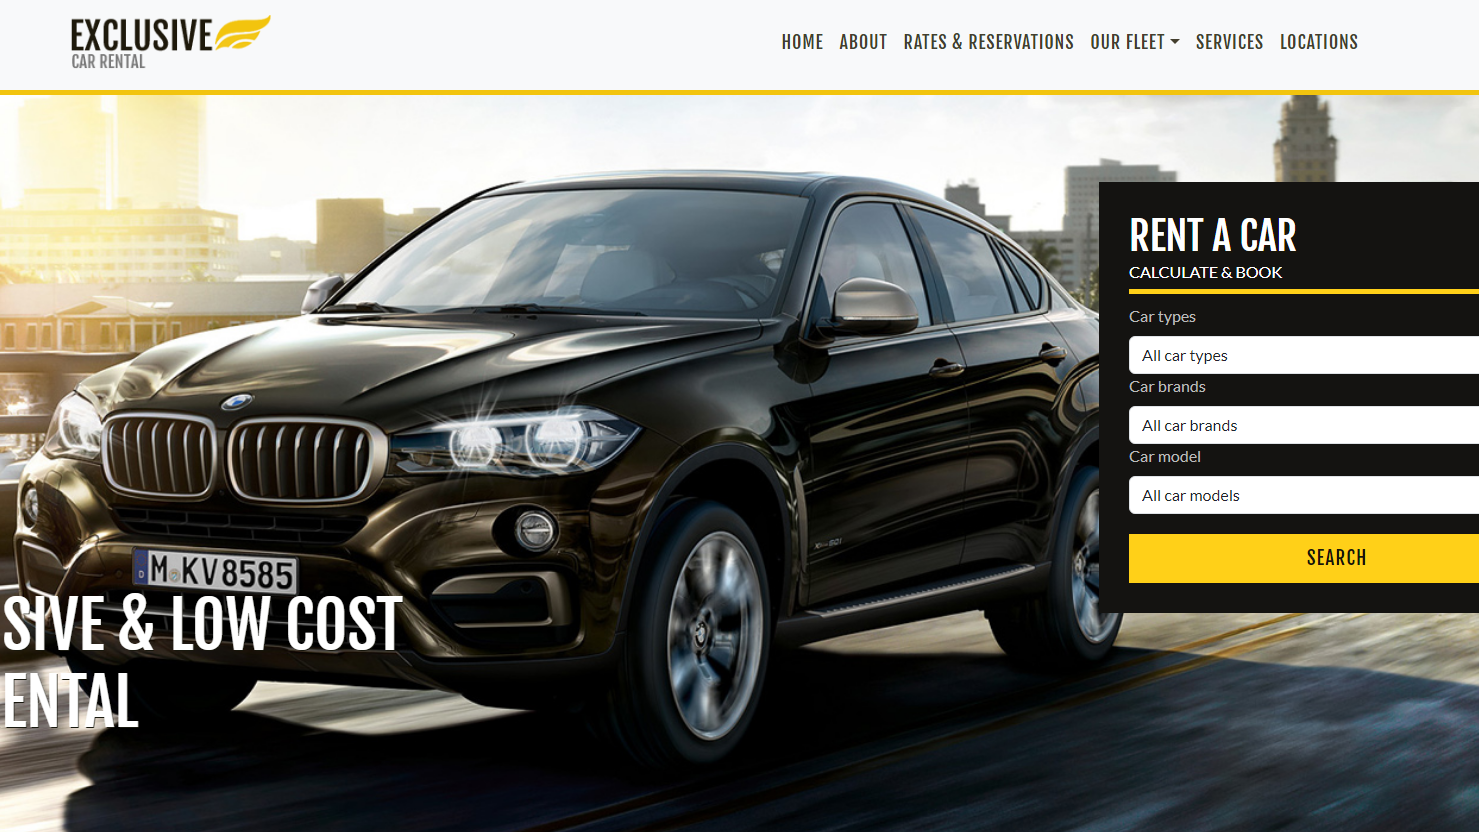 EXCLUSIVE
CAR RENTAL
HOME ABOUT RATES & RESERVATIONS OUR FLEET SERVICES LOCATIONS
RENT A CAR
CALCULATE & BOOK
Car types
All car types
Car brands
All car brands
Car model
All car models
SEARCH
M KV 8585
SIVE & LOW COST
ENTAL